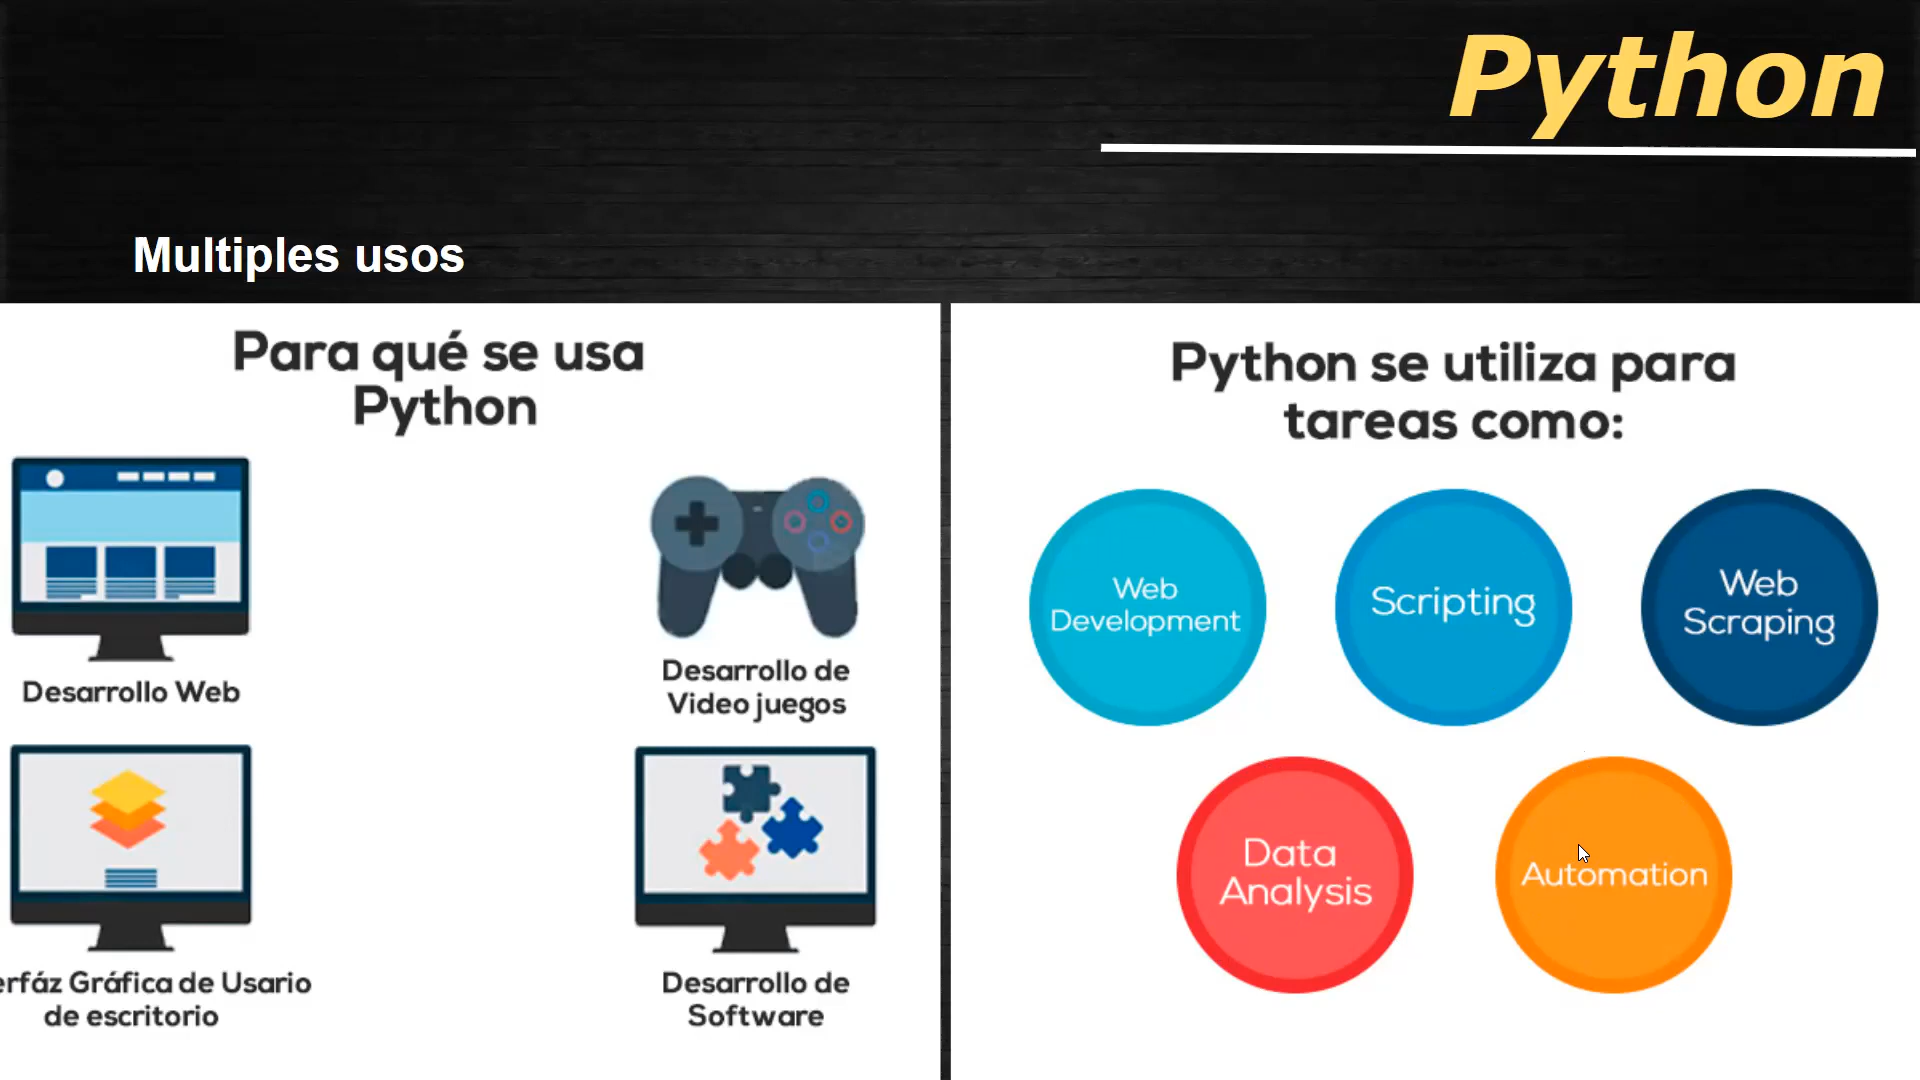 Python
Multiples usos
Para qué se usa
Python
Desarrollo Web
Desarrollo de
Video juegos
erfáz Gráfica de Usario
de escritorio
Desarrollo de
Software
Python se utiliza para
tareas como:
Web
Development
Scripting
Web
Scraping
Data
Analysis
Automation